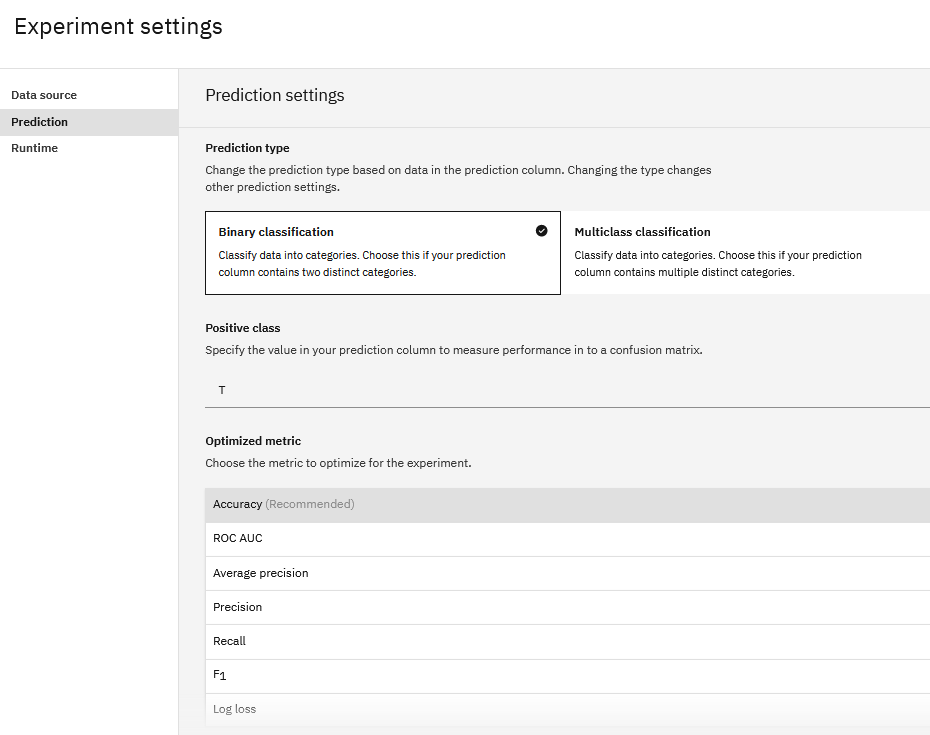 Experiment settings
Data source
Prediction
Runtime
Prediction settings
Prediction type
Change the prediction type based on data in the prediction column. Changing the type changes
other prediction settings.
Binary classification
Classify data into categories. Choose this if your prediction
column contains two distinct categories.
Multiclass classification
Classify data into categories. Choose this if your prediction
column contains multiple distinct categories.
Positive class
Specify the value in your prediction column to measure performance in to a confusion matrix.
T
Optimized metric
Choose the metric to optimize for the experiment.
Accuracy (Recommended)
ROC AUC
Average precision
Precision
Recall
F1
Log loss